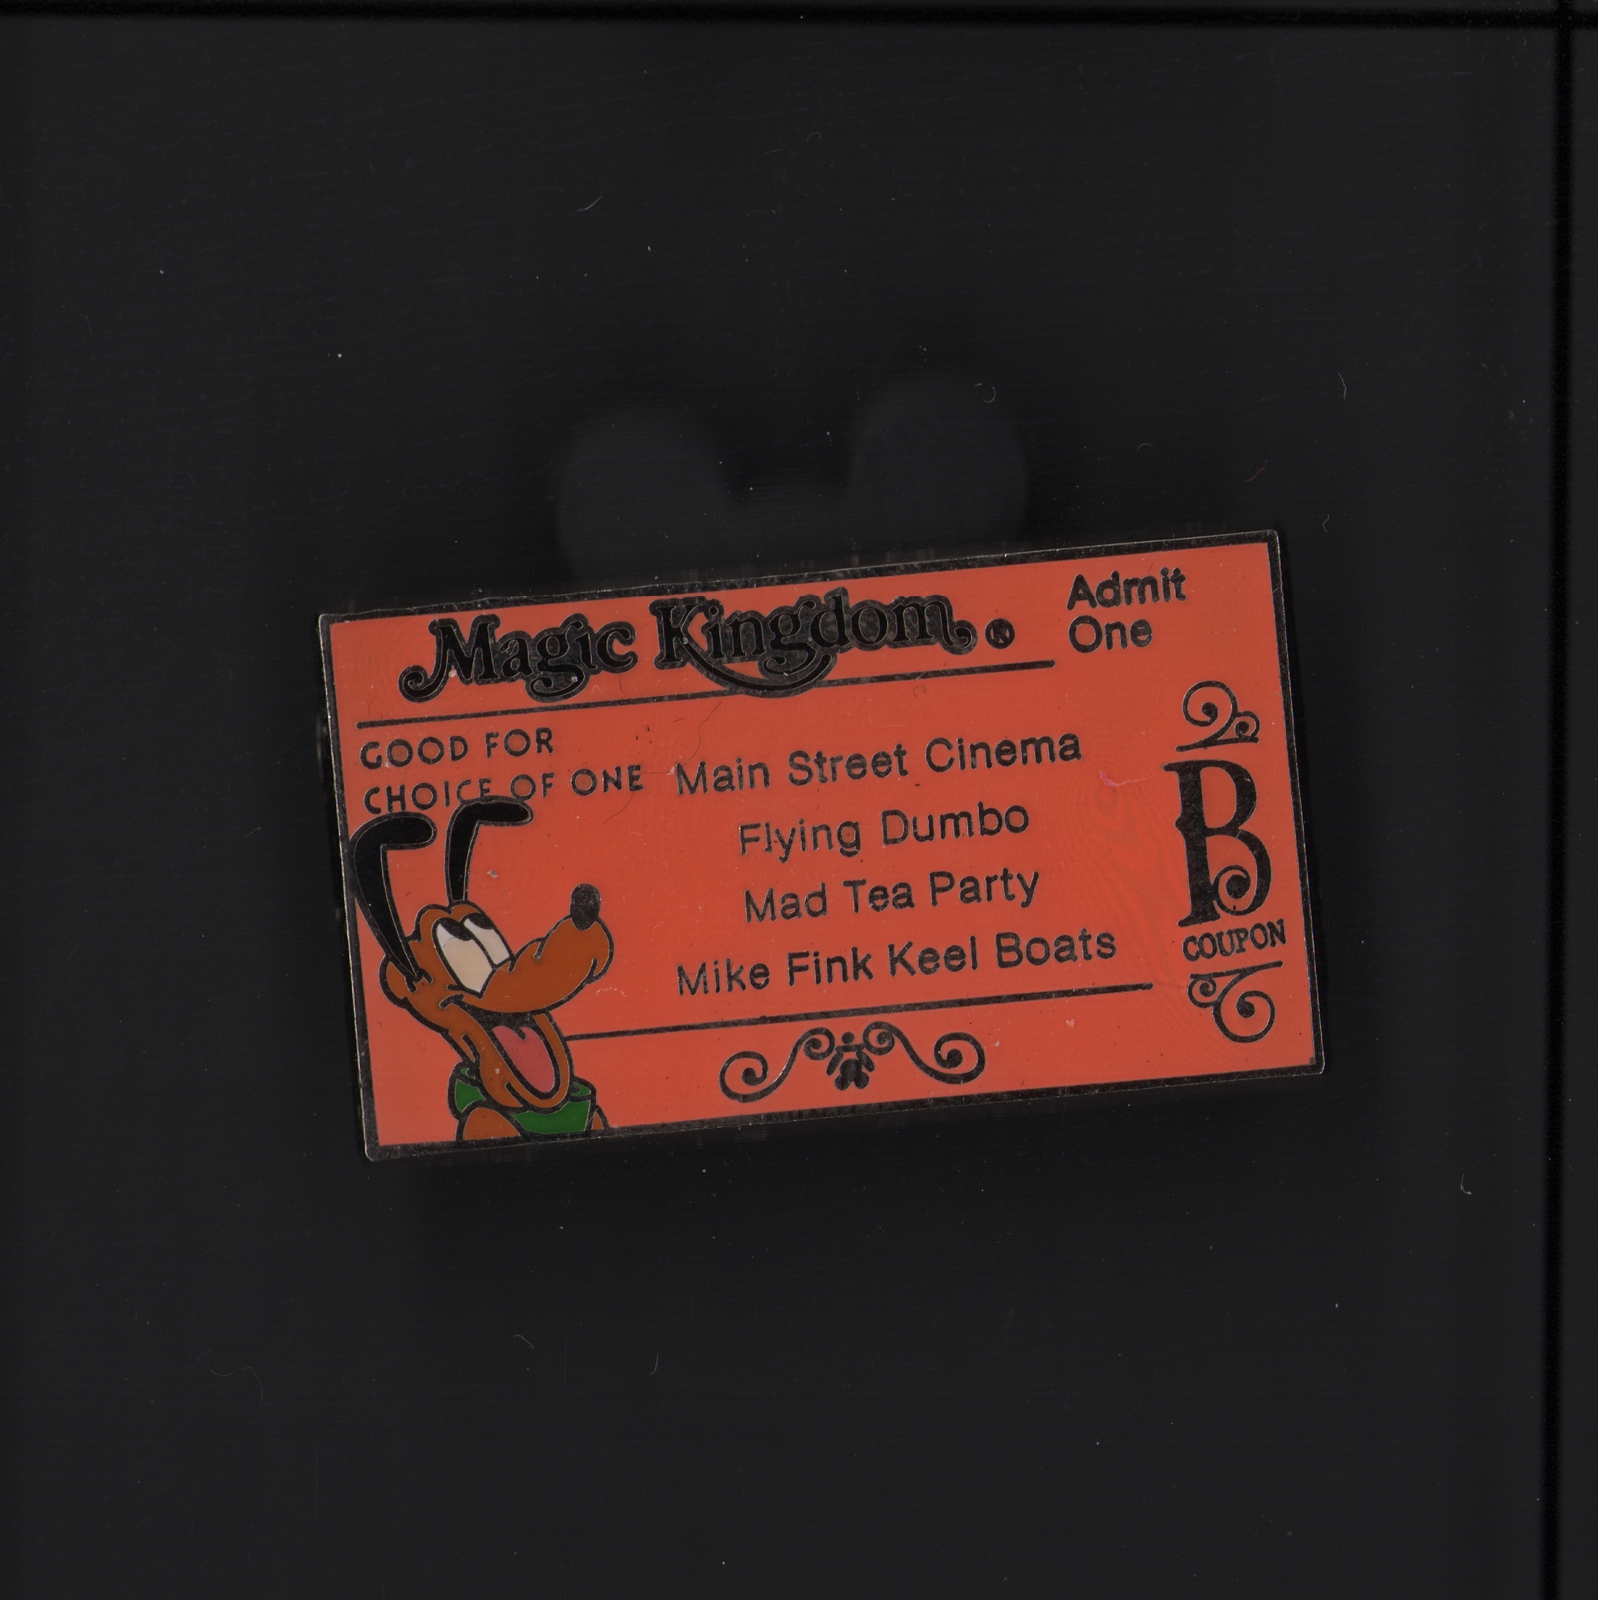 Magic Kingdom®
Admit
One
GOOD FOR
CHOICE OF ONE
Main Street Cinema
Flying Dumbo
Mad Tea Party
Mike Fink Keel Boats
B
COUPON